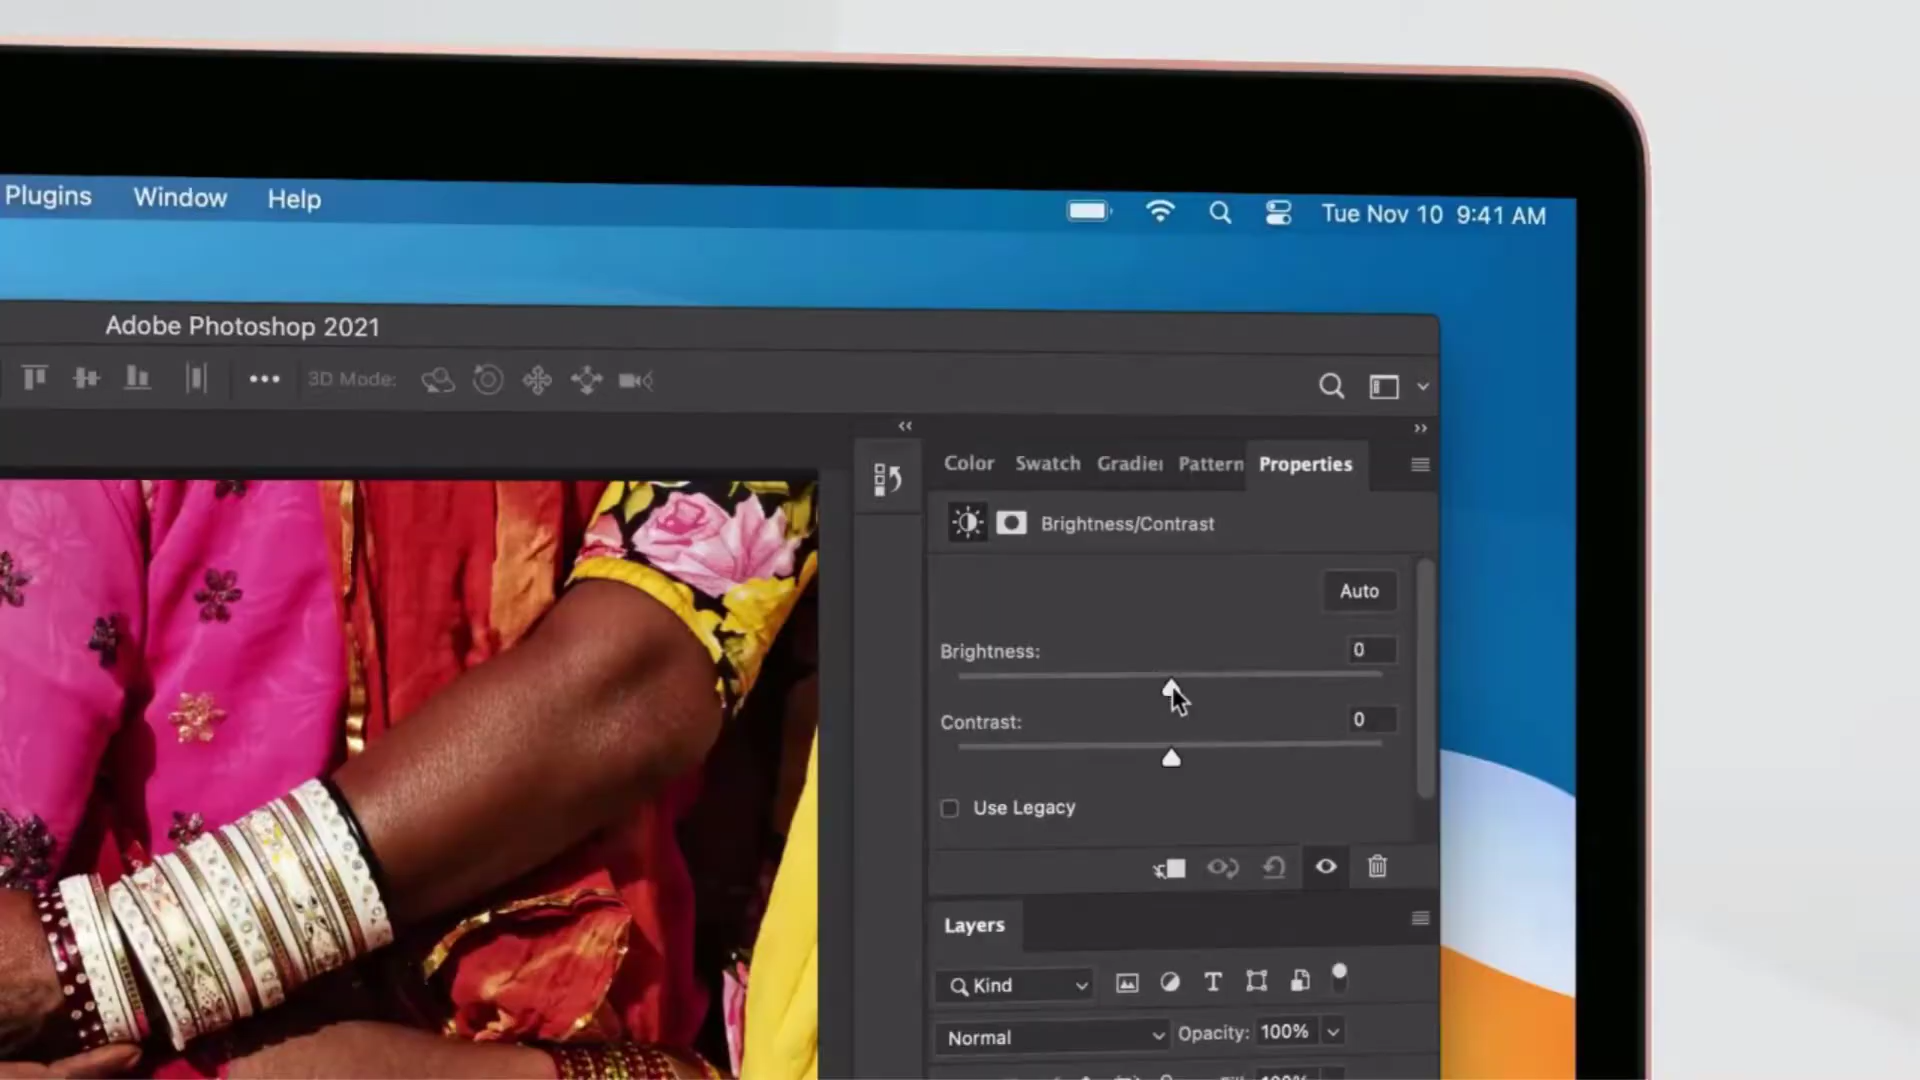 Plugins Window Help Tue Nov 10 9:41 AM
Adobe Photoshop 2021
3D Mode:
Color Swatch Gradier Pattern Properties
Brightness/Contrast
Auto
Brightness: 0
Contrast: 0
Use Legacy
Layers
Kind
Normal Opacity: 100%